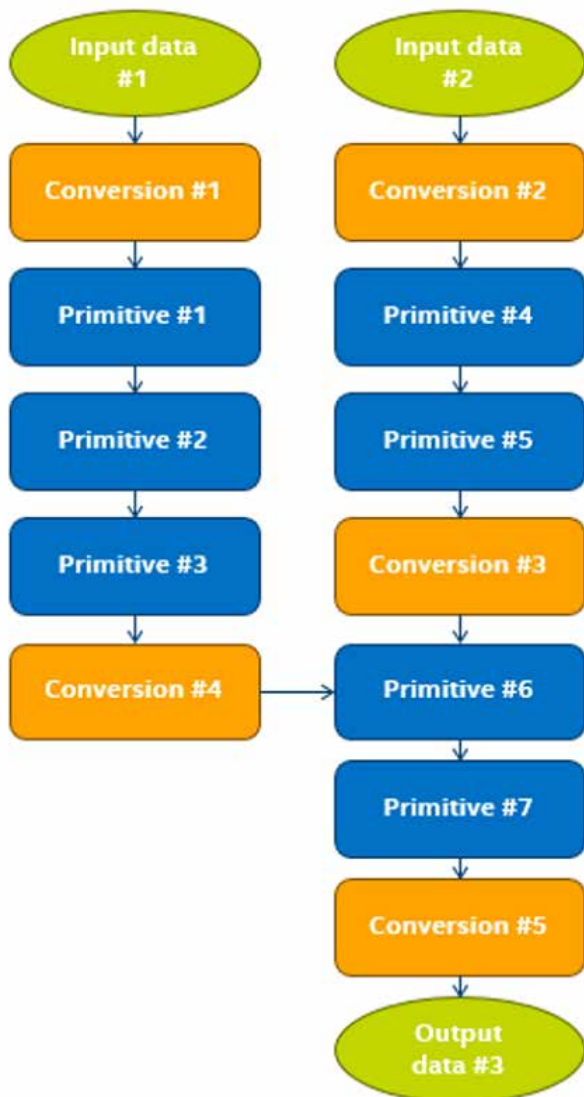 Input data
#1
Conversion #1
Primitive #1
Primitive #2
Primitive #3
Conversion #4
Input data
#2
Conversion #2
Primitive #4
Primitive #5
Conversion #3
Primitive #6
Primitive #7
Conversion #5
Output
data #3